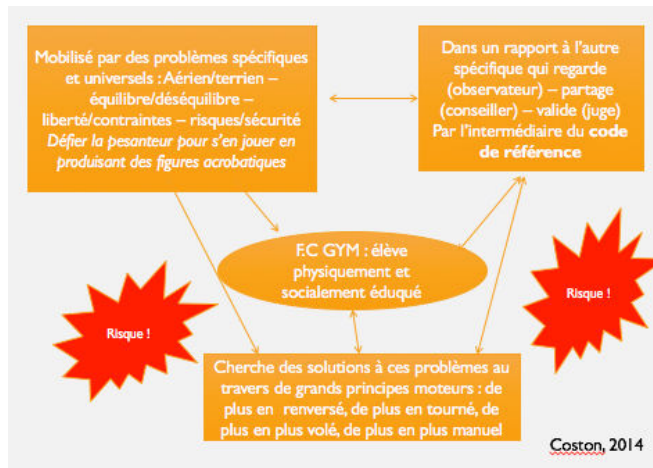 Mobilisé par des problèmes spécifiques
et universels : Aérien/terrien –
équilibre/déséquilibre –
liberté/contraintes – risques/sécurité
Défier la pesanteur pour s'en jouer en
produisant des figures acrobatiques
Dans un rapport à l'autre
spécifique qui regarde
(observateur) – partage
(conseiller) – valide (juge)
Par l'intermédiaire du code
de référence
F.C GYM : élève
physiquement et
socialement éduqué
Risque !
Risque !
Cherche des solutions à ces problèmes au
travers de grands principes moteurs : de
plus en renversé, de plus en tourné, de
plus en plus volé, de plus en plus manuel
Coston, 2014